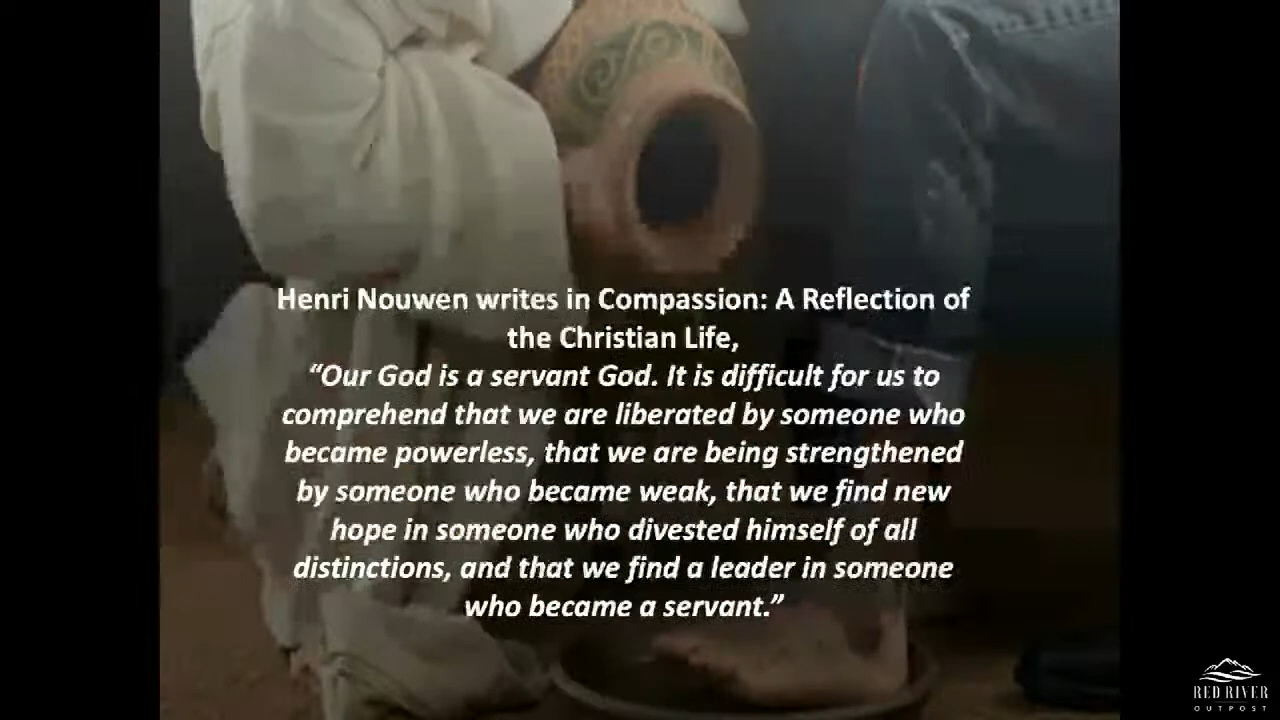 Henri Nouwen writes in Compassion: A Reflection of
the Christian Life,
“Our God is a servant God. It is difficult for us to
comprehend that we are liberated by someone who
became powerless, that we are being strengthened
by someone who became weak, that we find new
hope in someone who divested himself of all
distinctions, and that we find a leader in someone
who became a servant.”
RED RIVER
OUTPOST